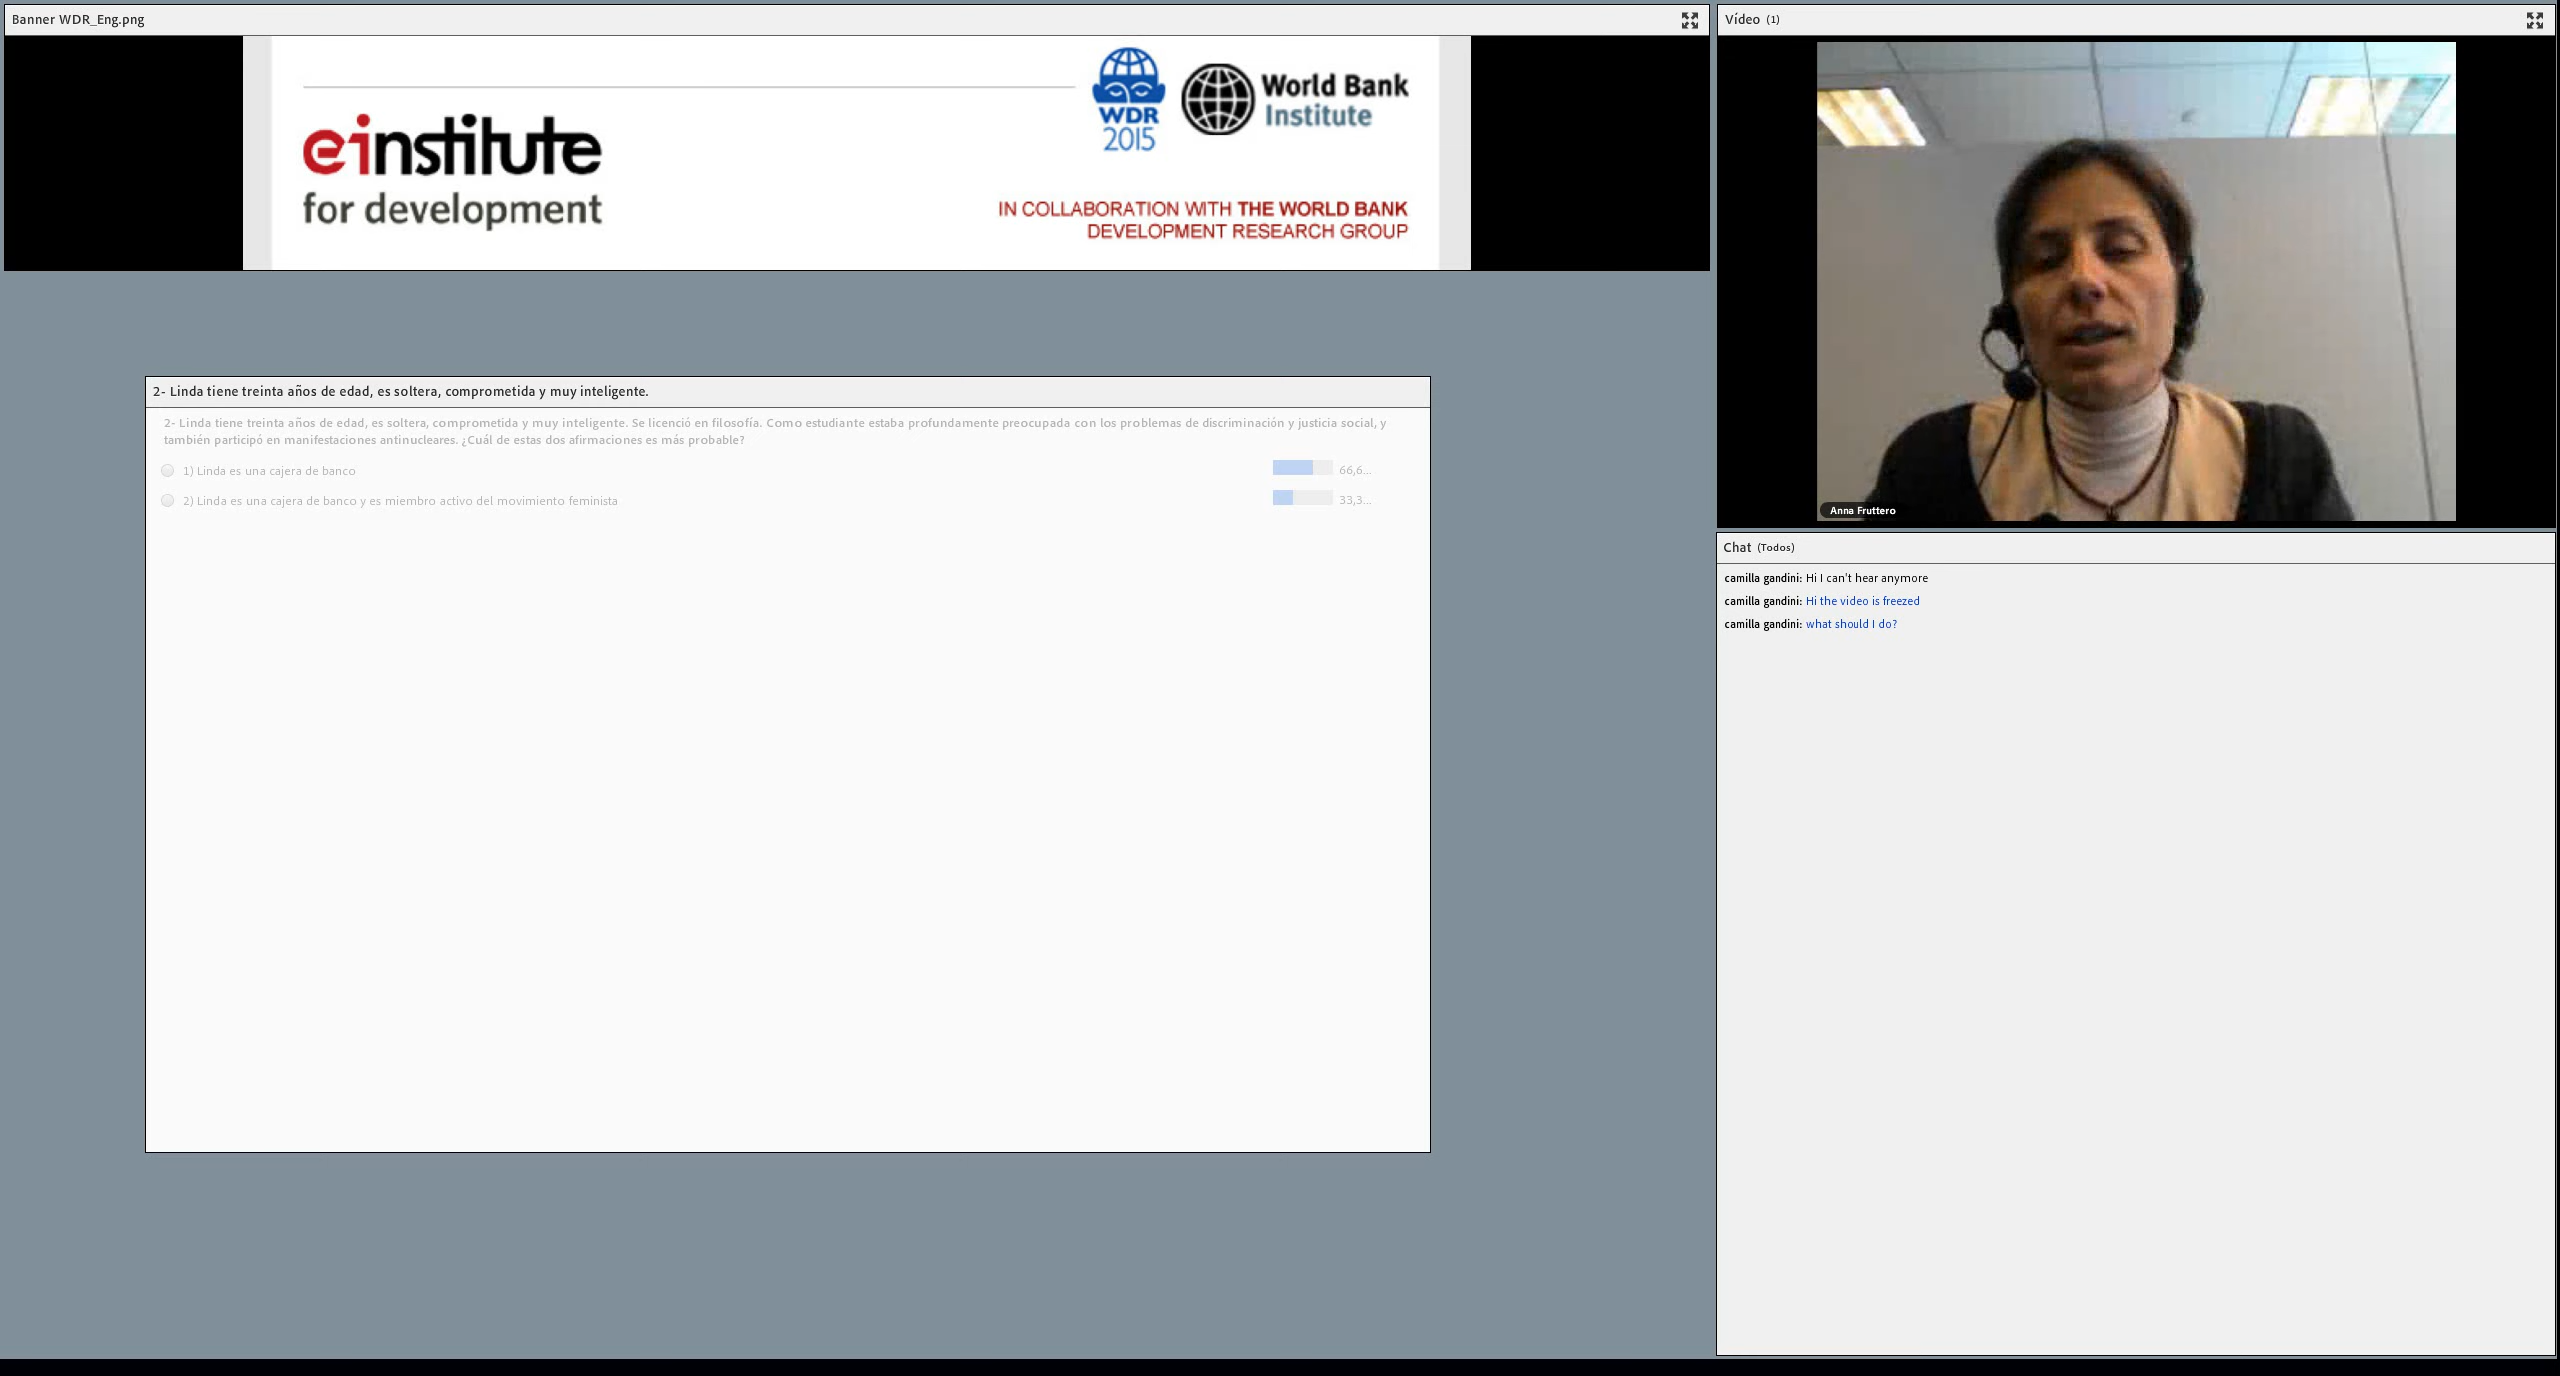 Banner WDR_Eng.png
einstitute
for development
WDR
2015
World Bank
Institute
IN COLLABORATION WITH THE WORLD BANK
DEVELOPMENT RESEARCH GROUP
2- Linda tiene treinta años de edad, es soltera, comprometida y muy inteligente.
2- Linda tiene treinta años de edad, es soltera, comprometida y muy inteligente. Se licenció en filosofía. Como estudiante estaba profundamente preocupada con los problemas de discriminación y justicia social, y
también participó en manifestaciones antinucleares. ¿Cuál de estas dos afirmaciones es más probable?
1) Linda es una cajera de banco
66,6...
2) Linda es una cajera de banco y es miembro activo del movimiento feminista
33,3...
Vídeo (1)
Anna Fruttero
Chat (Todos)
camilla gandini: Hi I can't hear anymore
camilla gandini: Hi the video is freezed
camilla gandini: what should I do?